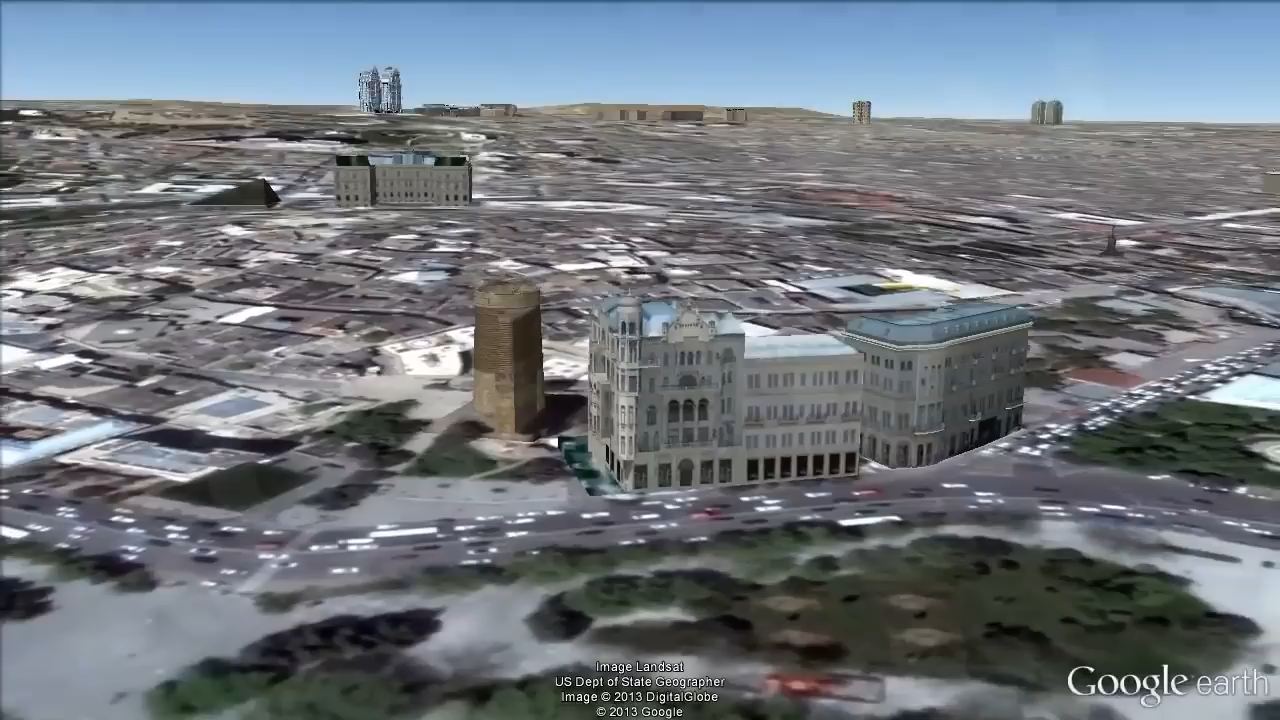 Image Landsat
US Dept of State Geographer
Image © 2013 DigitalGlobe
© 2013 Google
Google earth